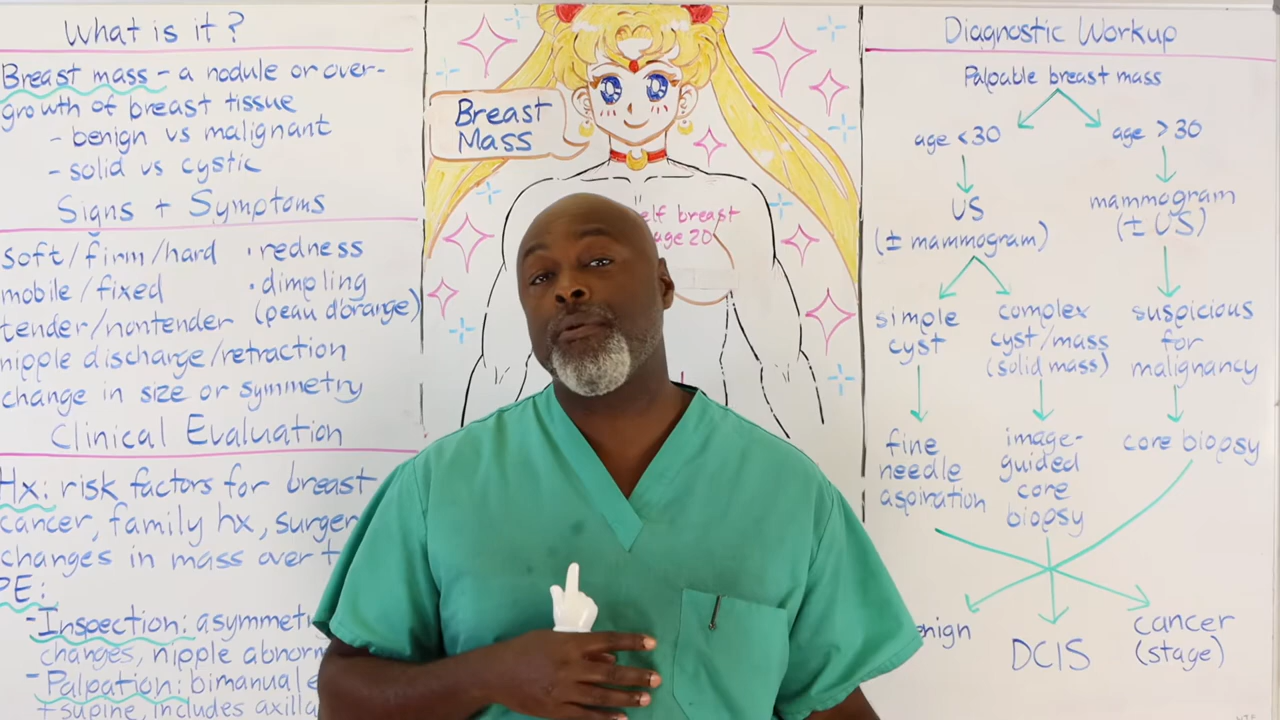 What is it?
Breast mass - a nodule or over-
growth of breast tissue
- benign vs malignant
- solid vs cystic
Signs + Symptoms
soft/firm/hard
• redness
mobile/fixed
• dimpling
tender/nontender
(peau d'orange)
nipple discharge/retraction
change in size or symmetry
Clinical Evaluation
Hx: risk factors for breast
cancer, family hx,
changes in mass over
PE:
- Inspection:
changes, nipple
- Palpation: bimanual
+ supine, includes
Breast
Mass
breast
20
Diagnostic Workup
Palpable breast mass
age <30
age >30
US
(± mammogram)
mammogram
(± US)
simple
cyst
complex
cyst/mass
(solid mass)
suspicious
for
malignancy
fine
needle
aspiration
image-
guided
core
biopsy
core biopsy
DCIS
cancer
(stage)